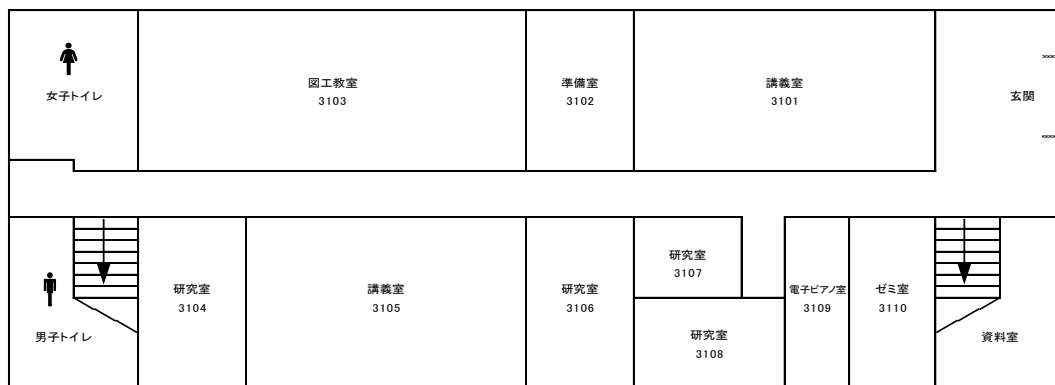 女子トイレ
図工教室
3103
準備室
3102
講義室
3101
玄関
男子トイレ
研究室
3104
講義室
3105
研究室
3106
研究室
3107
研究室
3108
電子ピアノ室
3109
ゼミ室
3110
資料室